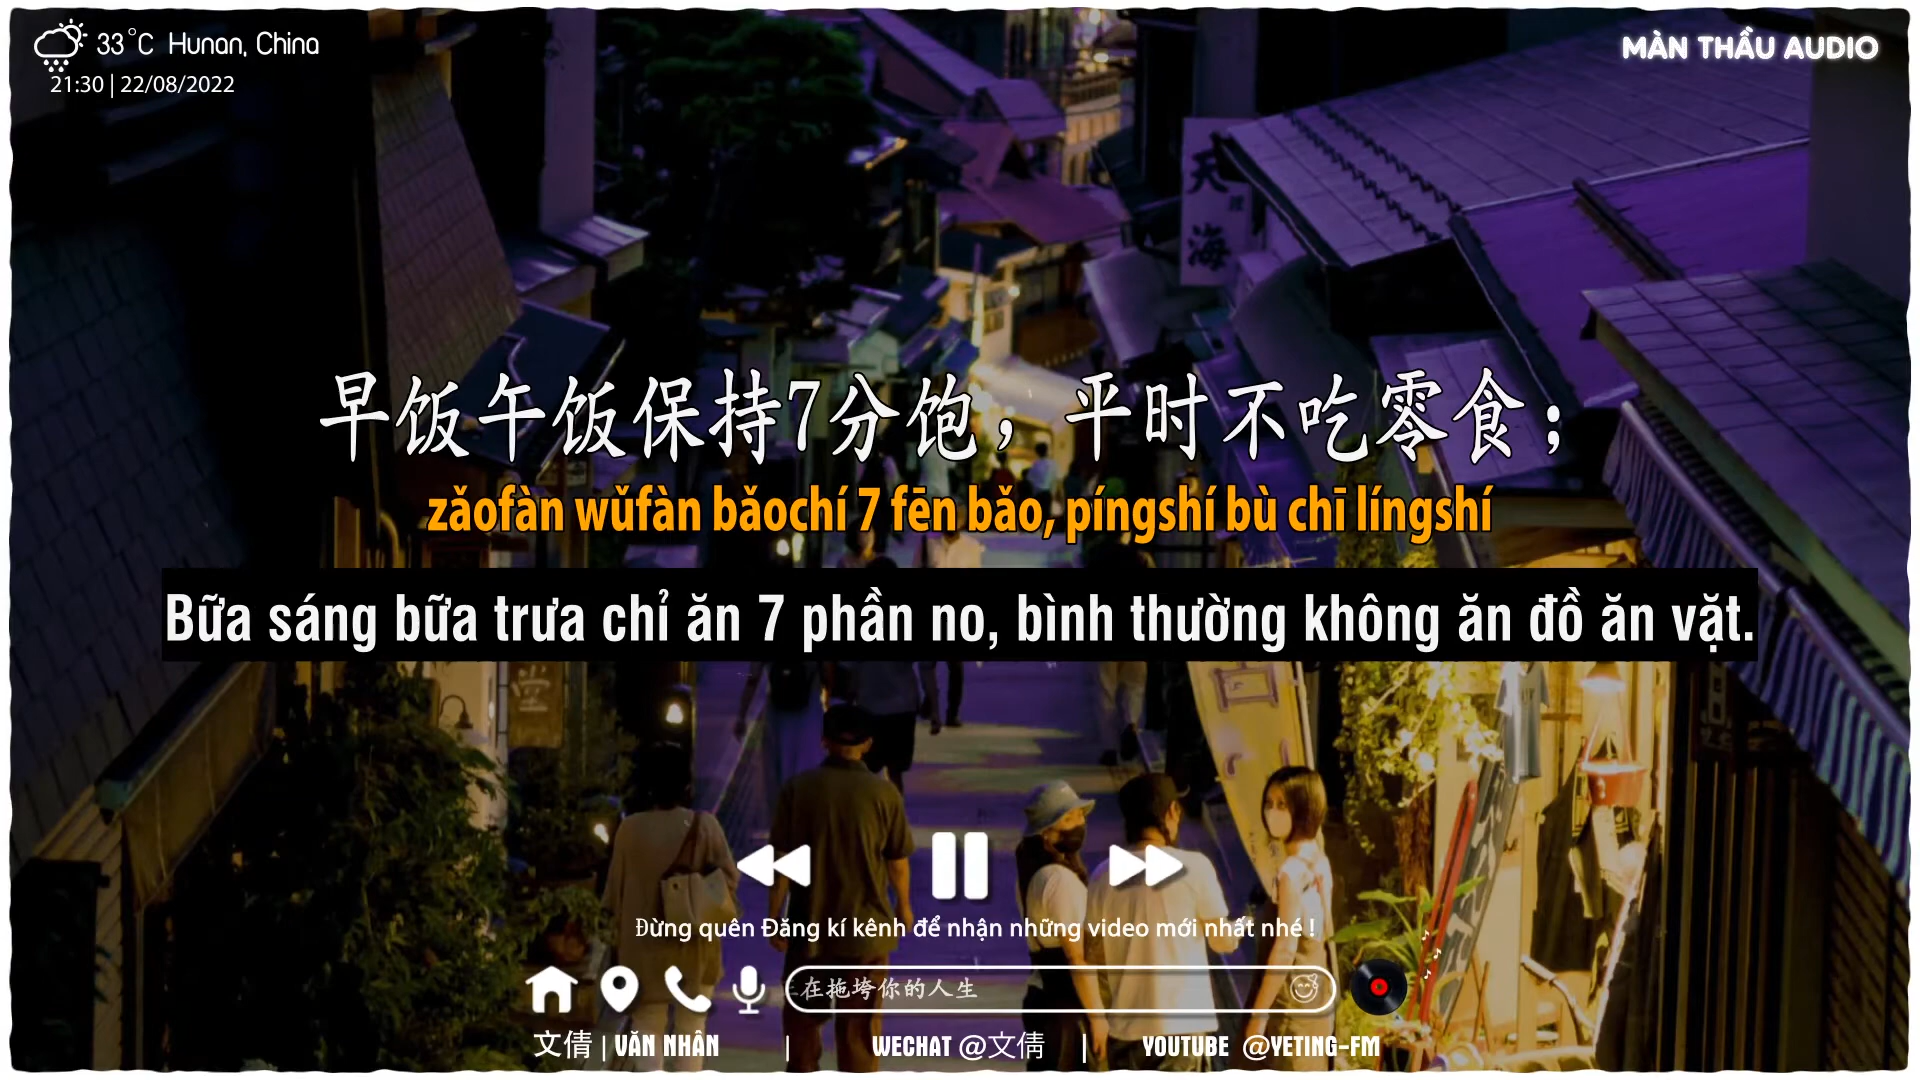 33°C Hunan, China
21:30 | 22/08/2022
MÀN THẦU AUDIO
天
海
早饭午饭保持7分饱，平时不吃零食；
zǎofàn wǔfàn bǎochí 7 fēn bǎo, píngshí bù chī língshí
Bữa sáng bữa trưa chỉ ăn 7 phần no, bình thường không ăn đồ ăn vặt.
Đừng quên Đăng kí kênh để nhận những video mới nhất nhé !
在拖垮你的人生
文倩 | VĂN NHÂN | WECHAT @文倩 | YOUTUBE @YETING-FM